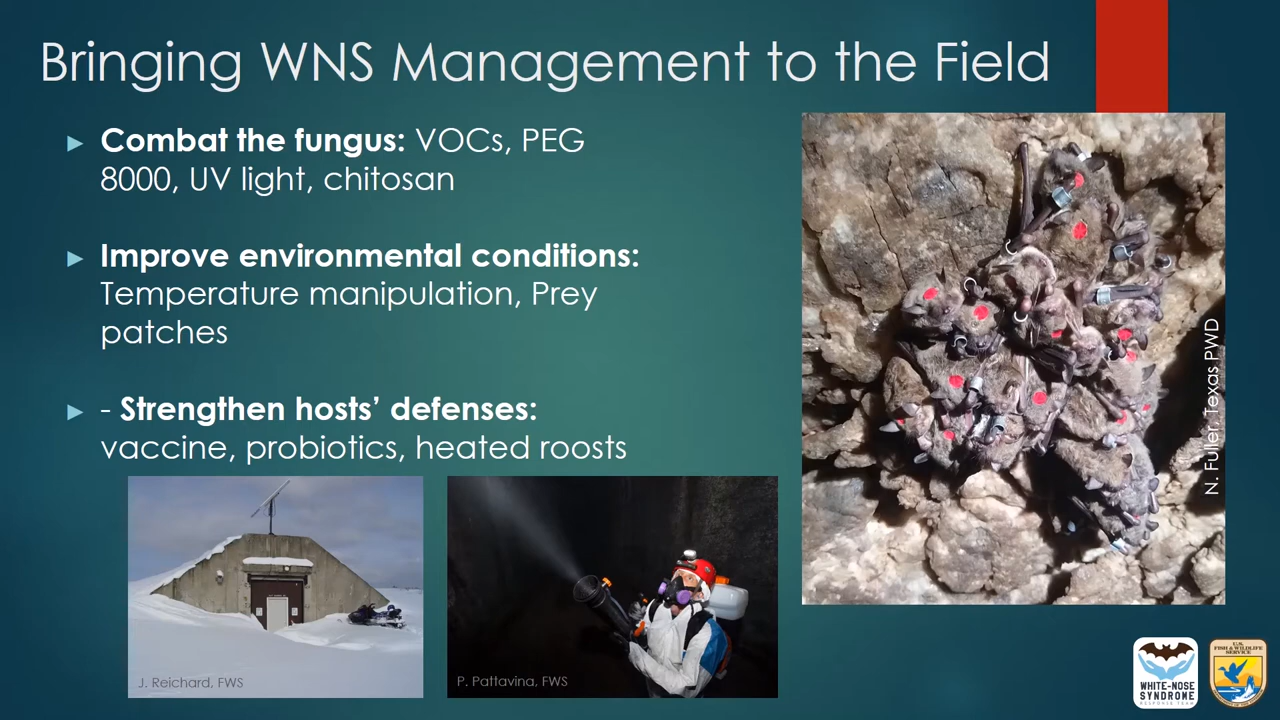 Bringing WNS Management to the Field
Combat the fungus: VOCs, PEG
8000, UV light, chitosan
Improve environmental conditions:
Temperature manipulation, Prey
patches
- Strengthen hosts’ defenses:
vaccine, probiotics, heated roosts
J. Reichard, FWS
P. Pattavina, FWS
N. Fuller, Texas PWD
WHITE-NOSE
SYNDROME
RESPONSE TEAM
U.S.
FISH & WILDLIFE
SERVICE